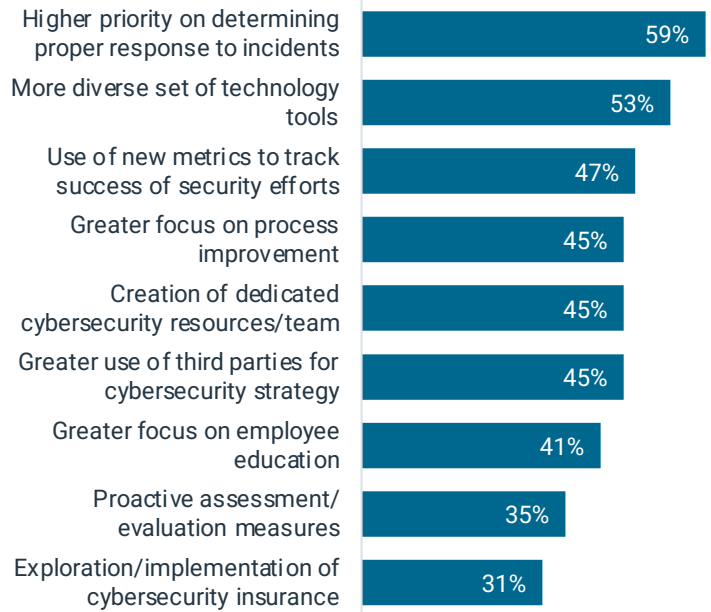 Higher priority on determining
proper response to incidents
59%
More diverse set of technology
tools
53%
Use of new metrics to track
success of security efforts
47%
Greater focus on process
improvement
45%
Creation of dedicated
cybersecurity resources/team
45%
Greater use of third parties for
cybersecurity strategy
45%
Greater focus on employee
education
41%
Proactive assessment/
evaluation measures
35%
Exploration/implementation of
cybersecurity insurance
31%